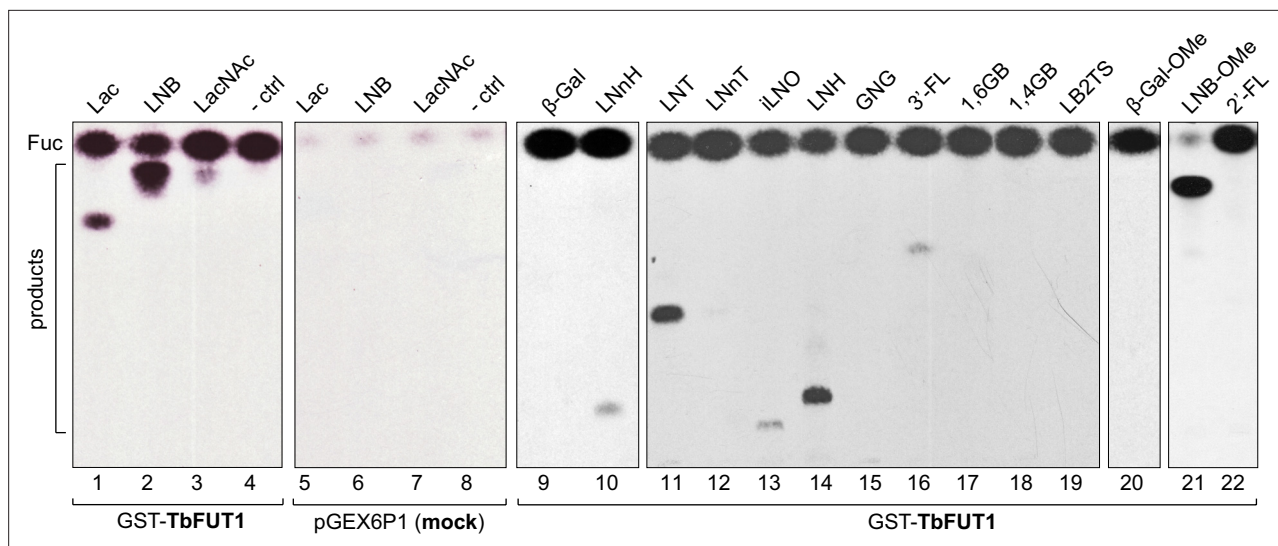 Lac LNB LacNAc - ctrl Lac LNB LacNAc - ctrl β-Gal LNnH LNT LNnT iLNO LNH GNG 3'-FL 1,6GB 1,4GB LB2TS β-Gal-OMe LNB-OMe 2'-FL
Fuc
products
1 2 3 4 5 6 7 8 9 10 11 12 13 14 15 16 17 18 19 20 21 22
GST-TbFUT1 pGEX6P1 (mock) GST-TbFUT1